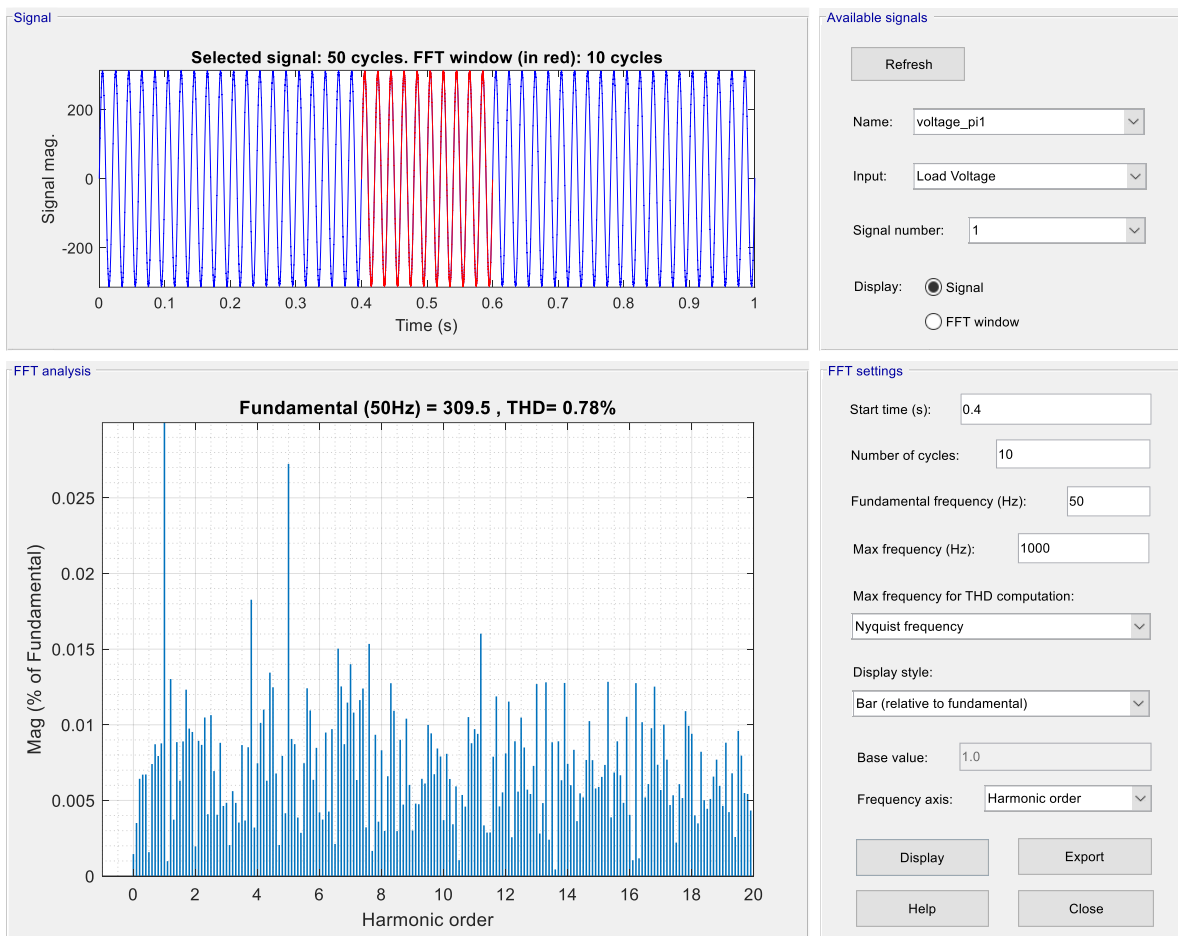 Signal
Selected signal: 50 cycles. FFT window (in red): 10 cycles
Signal mag.
200
0
-200
0 0.1 0.2 0.3 0.4 0.5 0.6 0.7 0.8 0.9 1
Time (s)
Available signals
Refresh
Name: voltage_pi1
Input: Load Voltage
Signal number: 1
Display: Signal
FFT window
FFT analysis
Fundamental (50Hz) = 309.5 , THD= 0.78%
Mag (% of Fundamental)
0.025
0.02
0.015
0.01
0.005
0
0 2 4 6 8 10 12 14 16 18 20
Harmonic order
FFT settings
Start time (s): 0.4
Number of cycles: 10
Fundamental frequency (Hz): 50
Max frequency (Hz): 1000
Max frequency for THD computation:
Nyquist frequency
Display style:
Bar (relative to fundamental)
Base value: 1.0
Frequency axis: Harmonic order
Display Export
Help Close